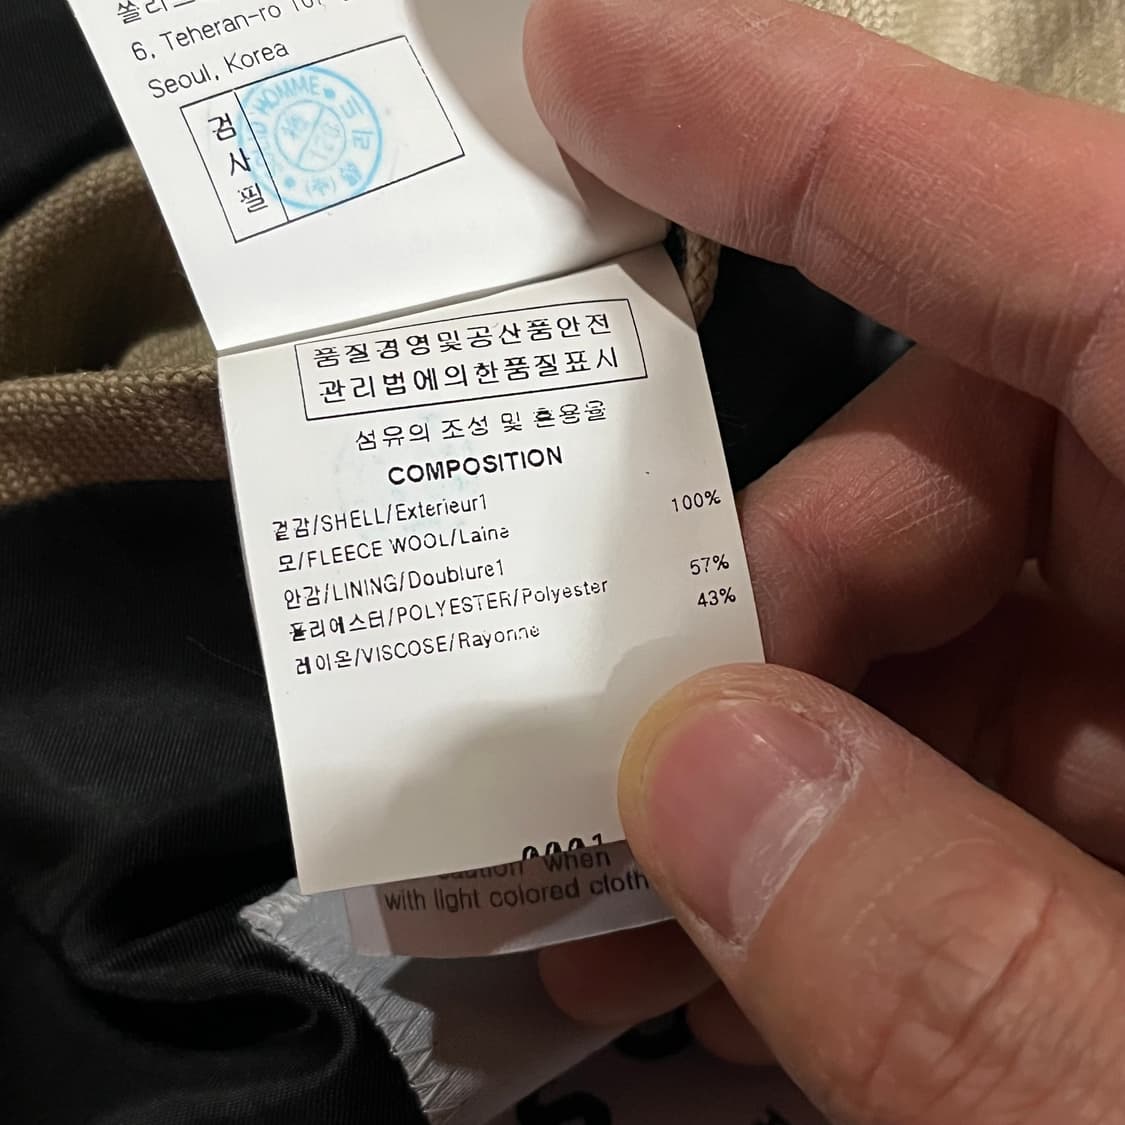 6, Teheran-ro
Seoul, Korea
검
사
필
HOMME
품질경영및공산품안전
관리법에의한품질표시
섬유의 조성 및 혼용율
COMPOSITION
겉감/SHELL/Exterieur1
모/FLEECE WOOL/Laine 100%
안감/LINING/Doublure1
폴리에스터/POLYESTER/Polyester 57%
레이온/VISCOSE/Rayonne 43%
when
with light colored cloth